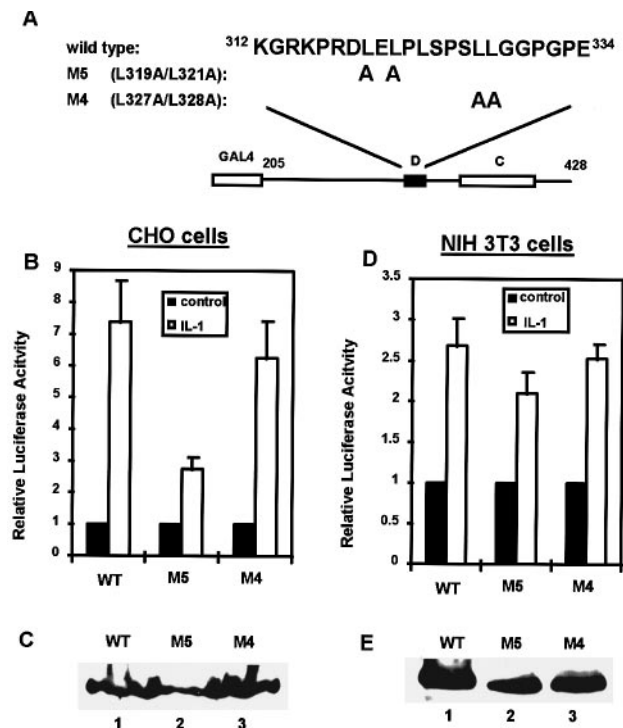 A
wild type: 312 KGRKPRDLELPLSPSLLGGPGPE 334
M5 (L319A/L321A): A A
M4 (L327A/L328A): AA
GAL4 205 D C 428
CHO cells
B
9
8
7
6
5
4
3
2
1
0
Relative Luciferase Acitvity
control
IL-1
WT M5 M4
NIH 3T3 cells
D
3.5
3
2.5
2
1.5
1
0.5
0
Relative Luciferase Acitvity
control
IL-1
WT M5 M4
C WT M5 M4
1 2 3
E WT M5 M4
1 2 3